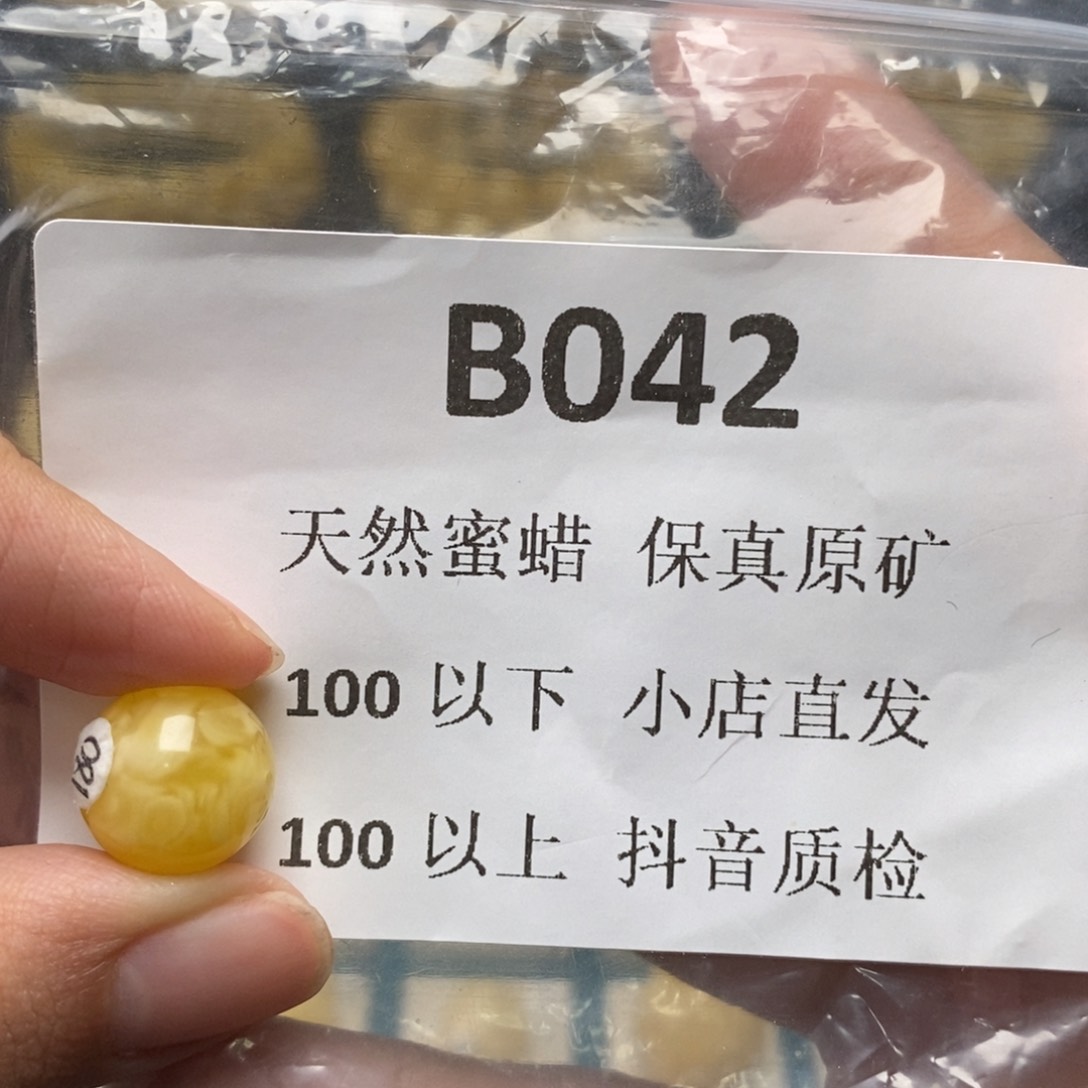 B042
天然蜜蜡 保真原矿
100 以下 小店直发
100 以上 抖音质检